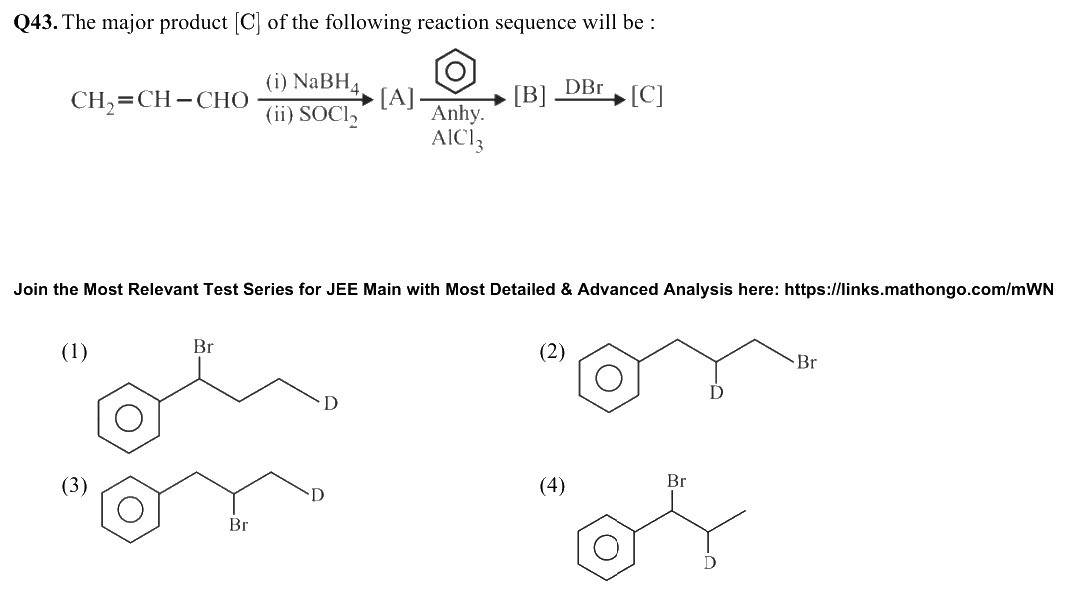 Q43. The major product [C] of the following reaction sequence will be :
CH₂=CH–CHO (i) NaBH₄ (ii) SOCl₂ [A] Anhy. AlCl₃ [B] DBr [C]
Join the Most Relevant Test Series for JEE Main with Most Detailed & Advanced Analysis here: https://links.mathongo.com/mWN
(1) Br D
(2) Br D
(3) D Br
(4) Br D